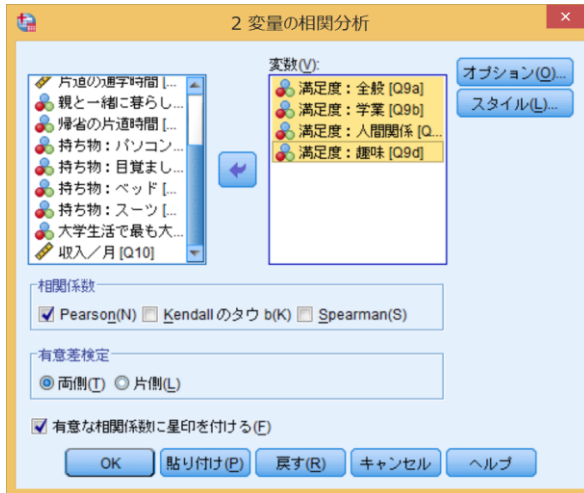 2 変量の相関分析
片道の通学時間 [...
親と一緒に暮らし...
帰省の片道時間 [...
持ち物：パソコン...
持ち物：目覚まし...
持ち物：ベッド [...
持ち物：スーツ [...
大学生活で最も大...
収入／月 [Q10]
変数(V):
満足度：全般 [Q9a]
満足度：学業 [Q9b]
満足度：人間関係 [Q...
満足度：趣味 [Q9d]
オプション(O)...
スタイル(L)...
相関係数
Pearson(N) Kendall のタウ b(K) Spearman(S)
有意差検定
両側(T) 片側(L)
有意な相関係数に星印を付ける(F)
OK 貼り付け(P) 戻す(R) キャンセル ヘルプ